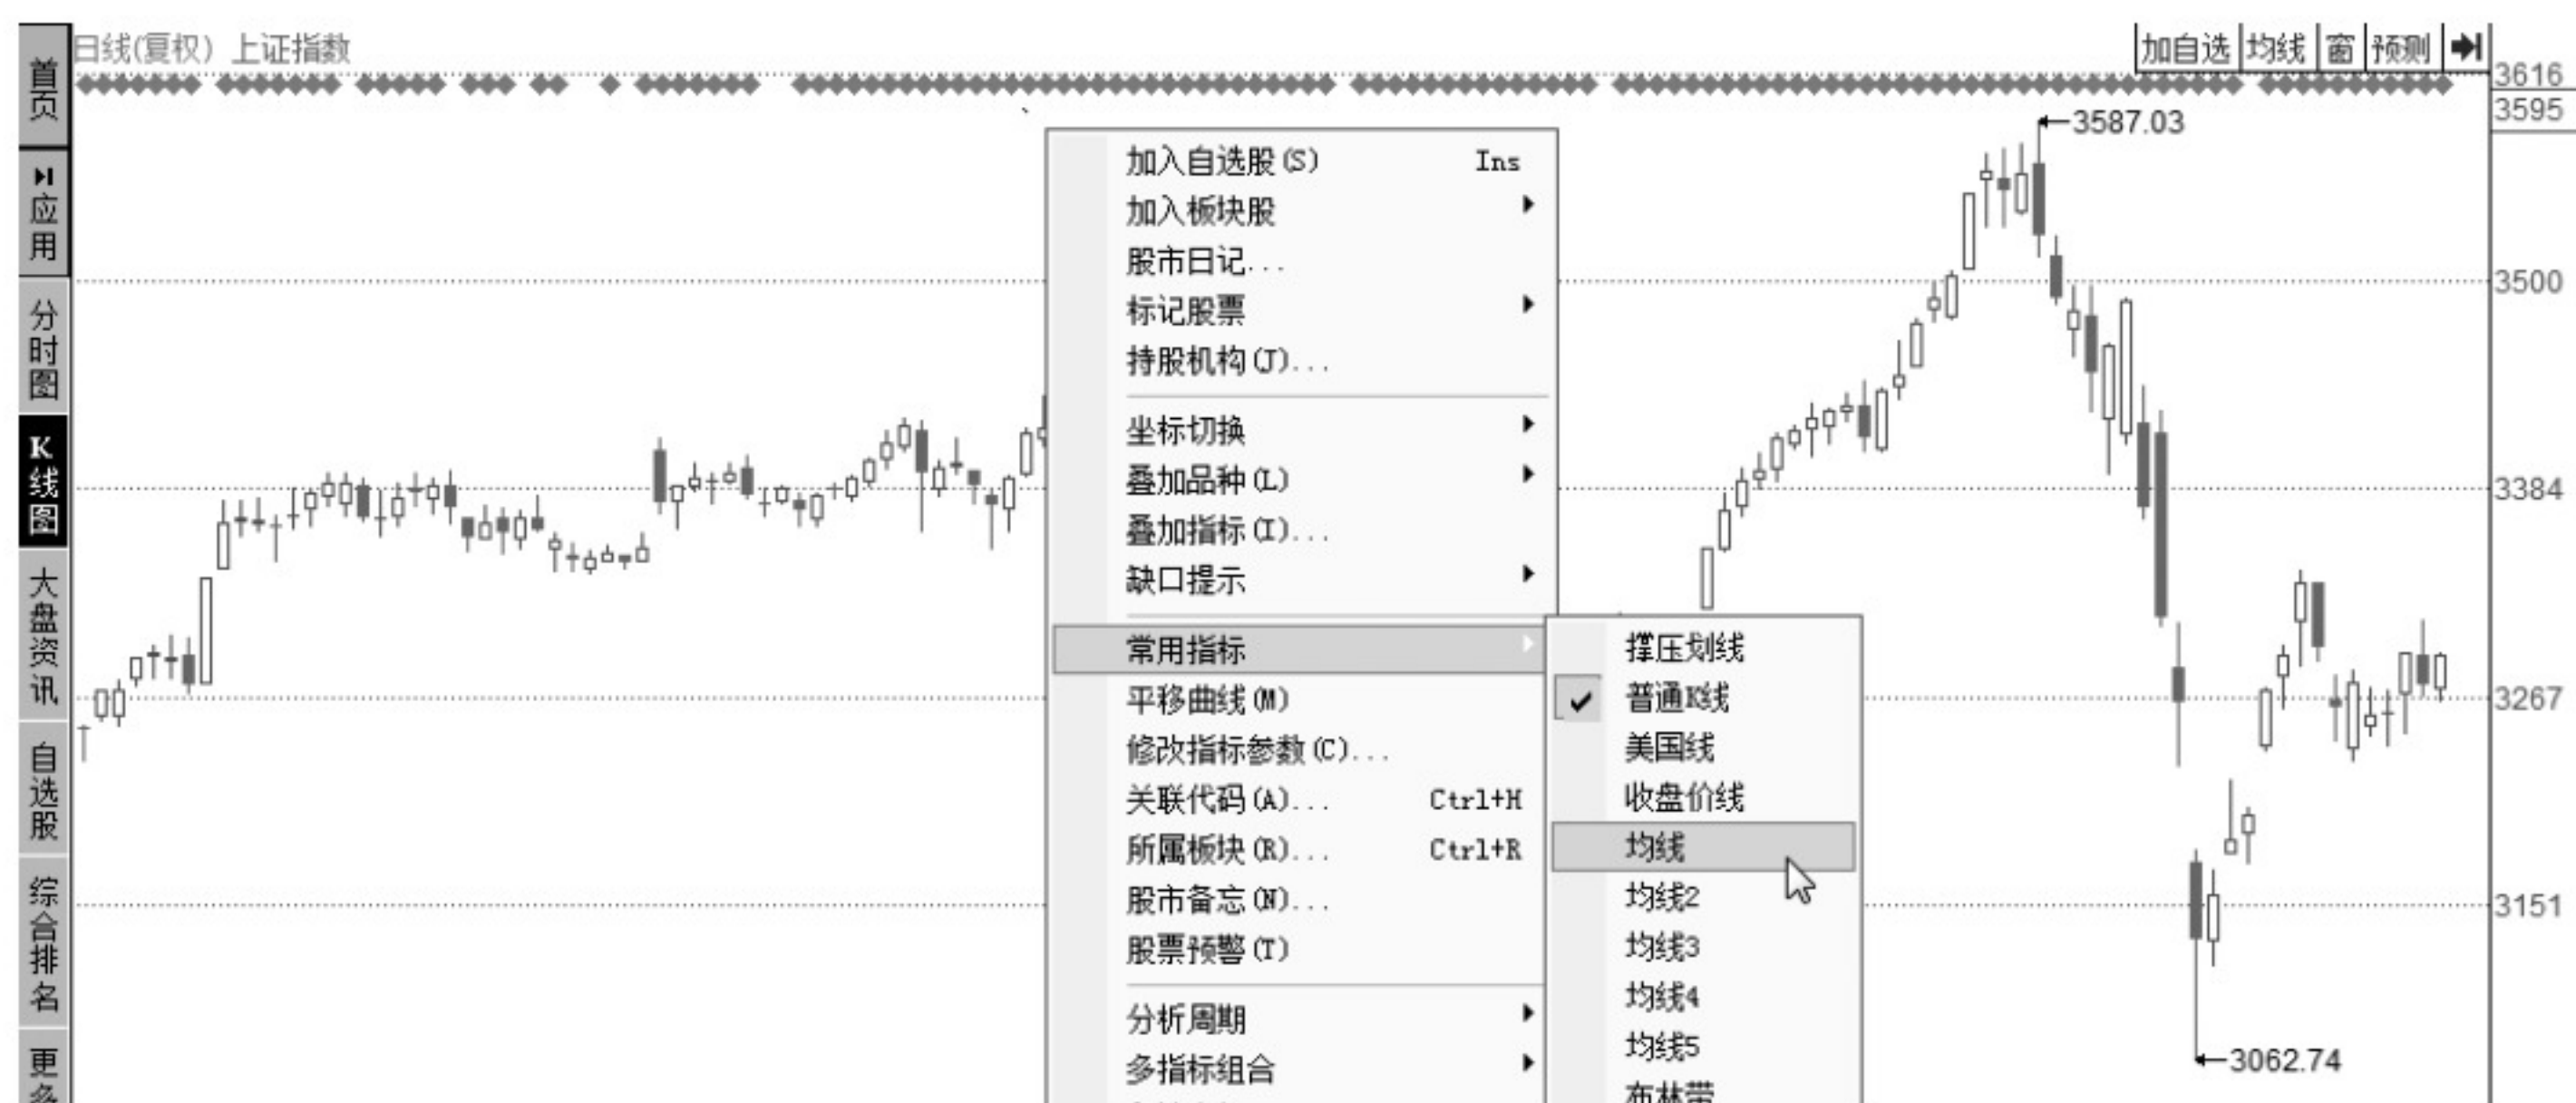 日线(复权) 上证指数
加自选 均线 窗 预测
3616
3595
3587.03
3500
3384
3267
3151
3062.74
首页
应用
分时图
K线图
大盘资讯
自选股
综合排名
更多
加入自选股(S) Ins
加入板块股
股市日记...
标记股票
持股机构(J)...
坐标切换
叠加品种(L)
叠加指标(I)...
缺口提示
常用指标
平移曲线(M)
修改指标参数(C)...
关联代码(A)... Ctrl+H
所属板块(R)... Ctrl+R
股市备忘(N)...
股票预警(T)
分析周期
多指标组合
撑压划线
普通K线
美国线
收盘价线
均线
均线2
均线3
均线4
均线5
布林带